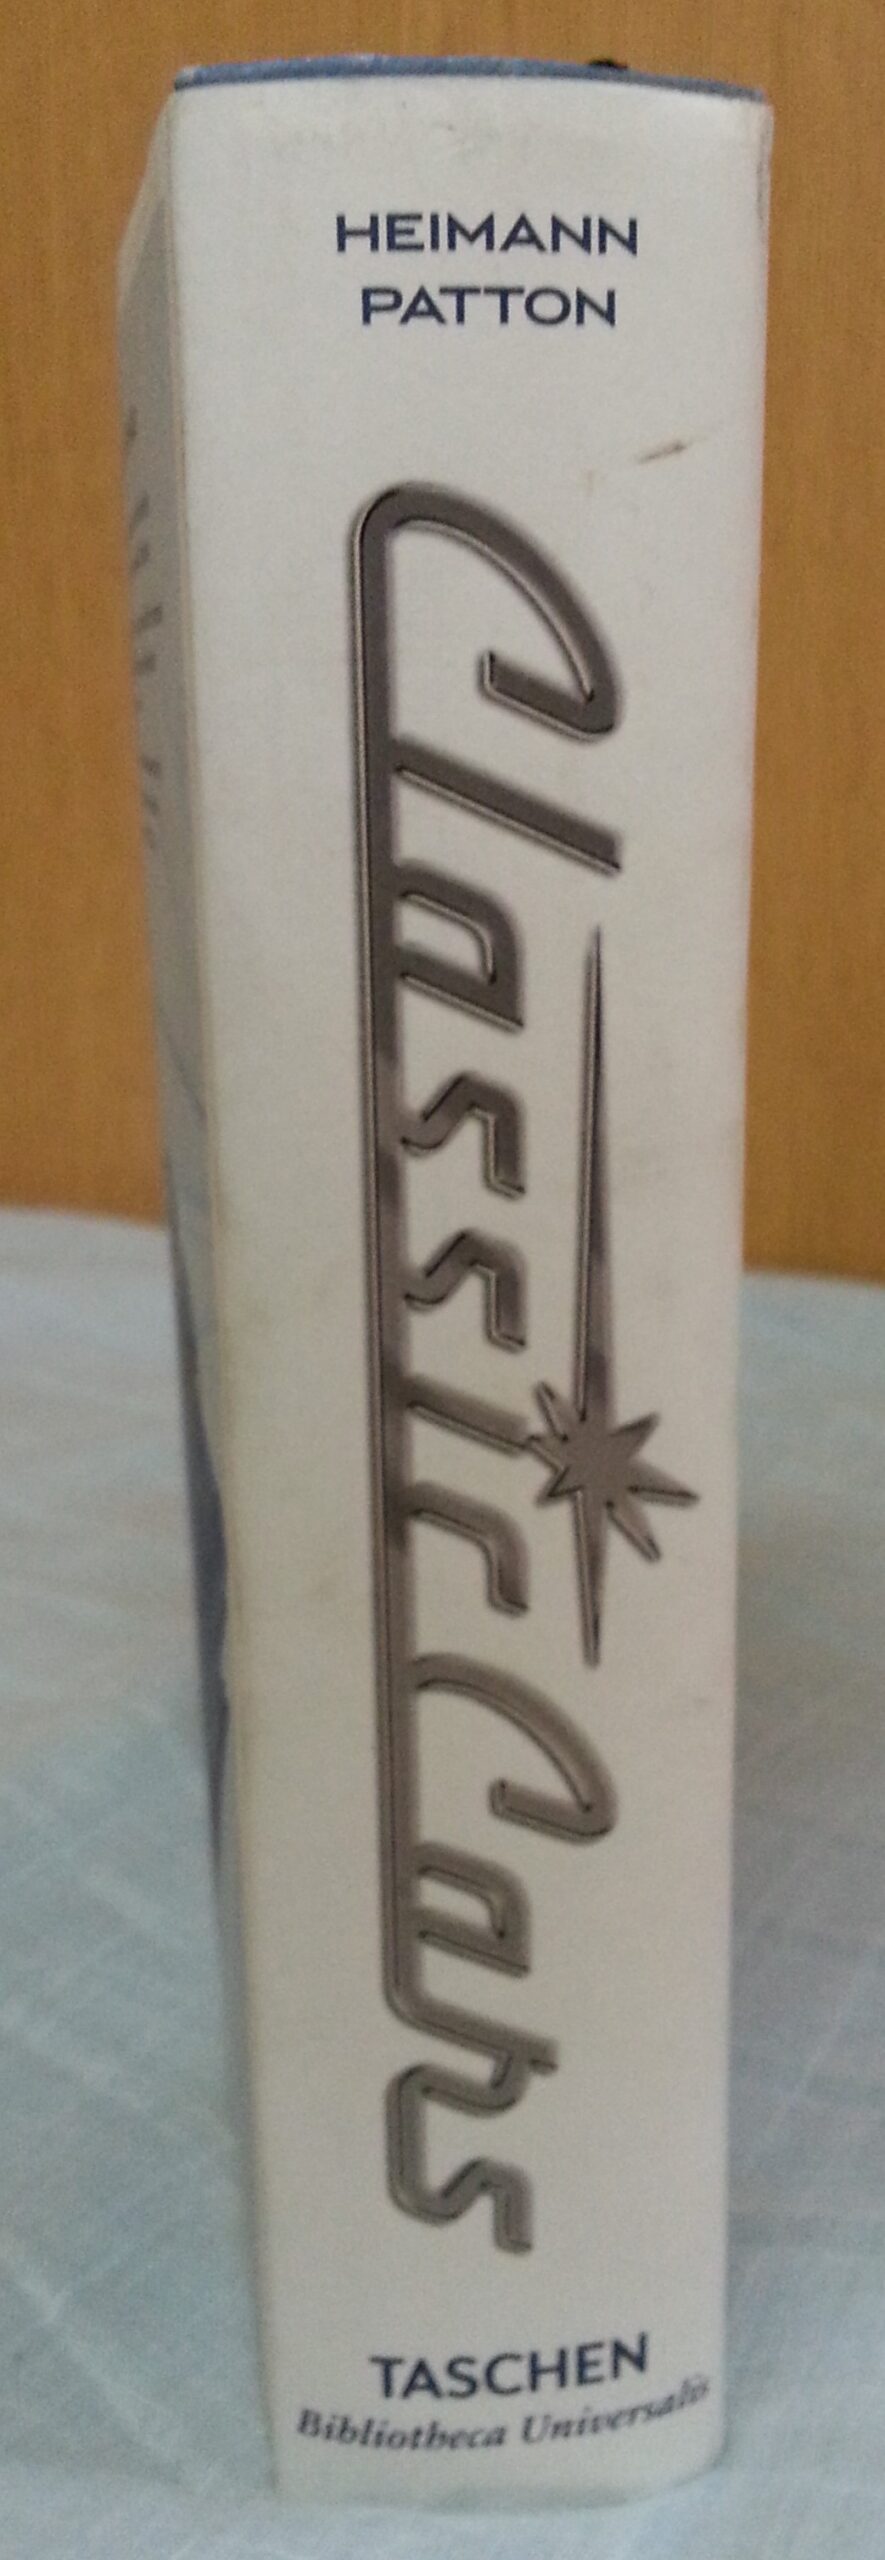 HEIMANN
PATTON
Classic Cars
TASCHEN
Bibliotheca Universalis